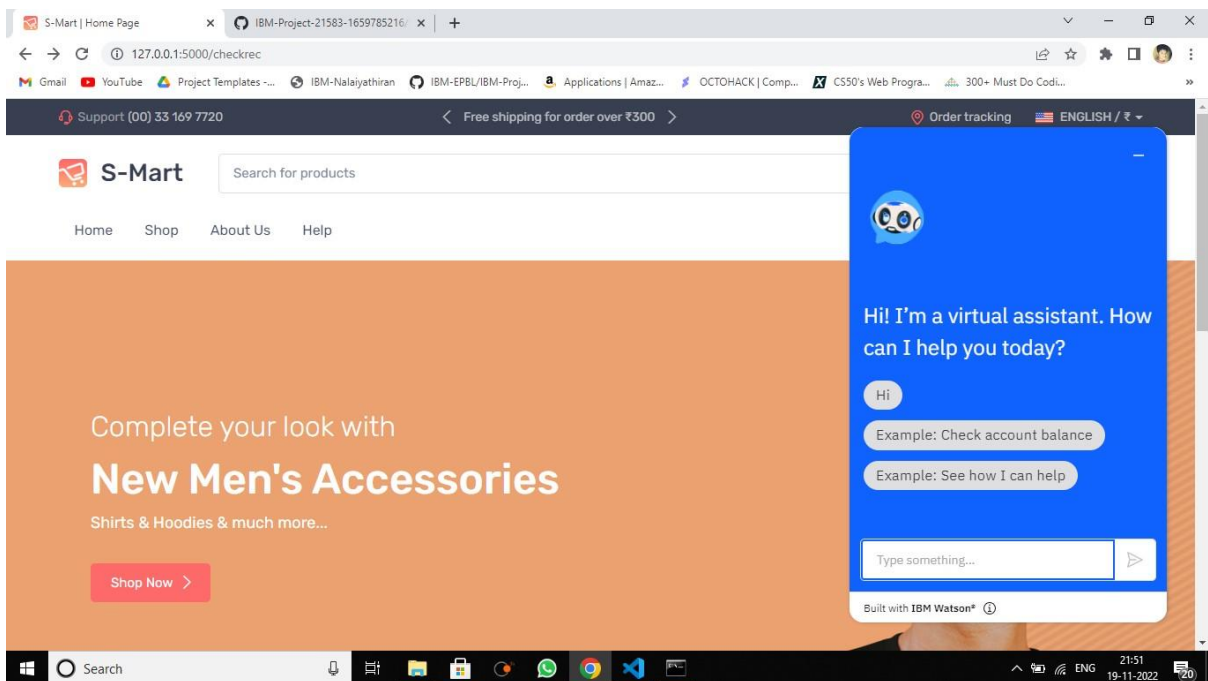 S-Mart | Home Page
IBM-Project-21583-1659785216/
127.0.0.1:5000/checkrec
Gmail
YouTube
Project Templates -...
IBM-Nalaiyathiran
IBM-EPBL/IBM-Proj...
Applications | Amaz...
OCTOHACK | Comp...
CS50's Web Progra...
300+ Must Do Codi...
»
Support (00) 33 169 7720
Free shipping for order over ₹300
Order tracking
ENGLISH / ₹
S-Mart
Search for products
Home
Shop
About Us
Help
Complete your look with
New Men's Accessories
Shirts & Hoodies & much more...
Shop Now
Hi! I'm a virtual assistant. How
can I help you today?
Hi
Example: Check account balance
Example: See how I can help
Type something...
Built with IBM Watson®
Search
ENG
21:51
19-11-2022
20